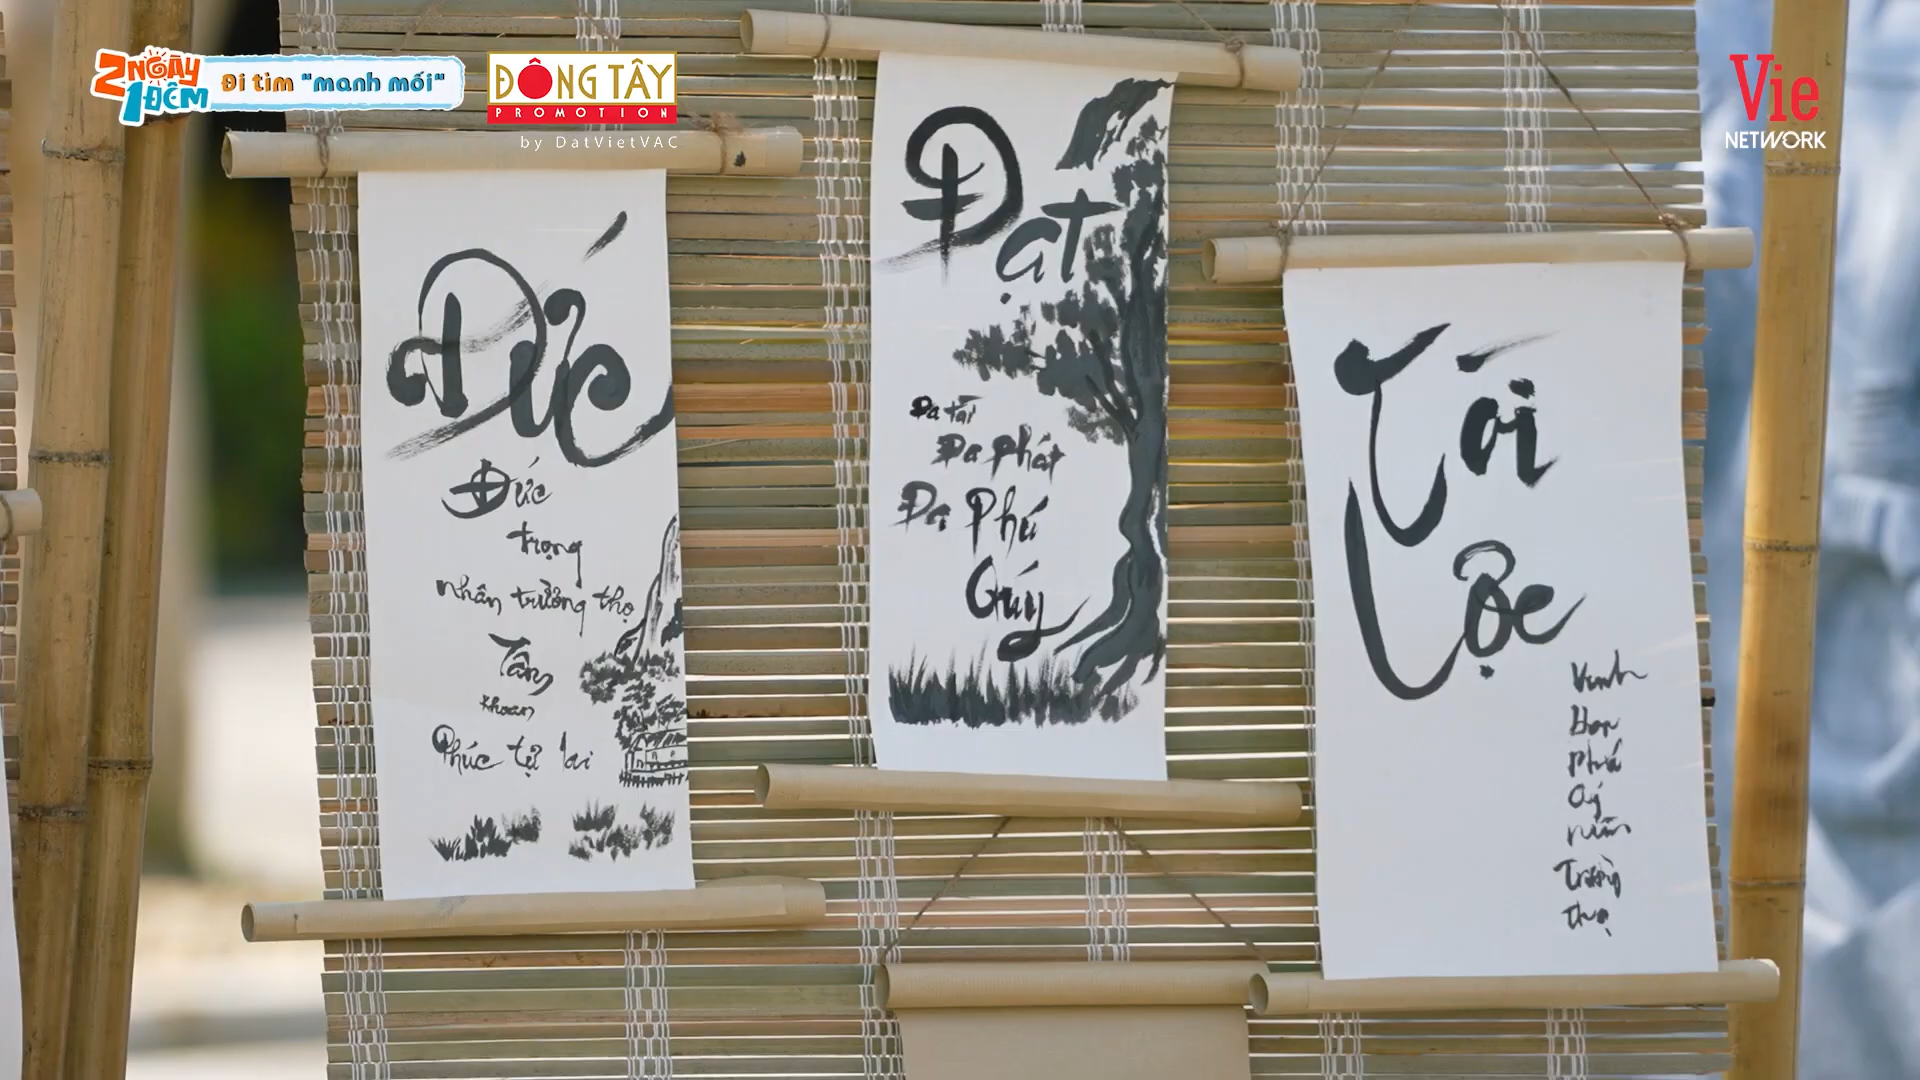 2 NGÀY 1 ĐÊM
Đi tìm "manh mối"
ĐÔNG TÂY
PROMOTION
by DatVietVAC
Vie
NETWORK
Đức
Đức
trọng
nhân trường thọ
Tâm
khoan
Phúc tự lai
Đạt
Đa tài
Đa Phát
Đa Phú
Quý
Tài
Lộc
Vinh
Hoa
Phú
Quý
Trường
thọ